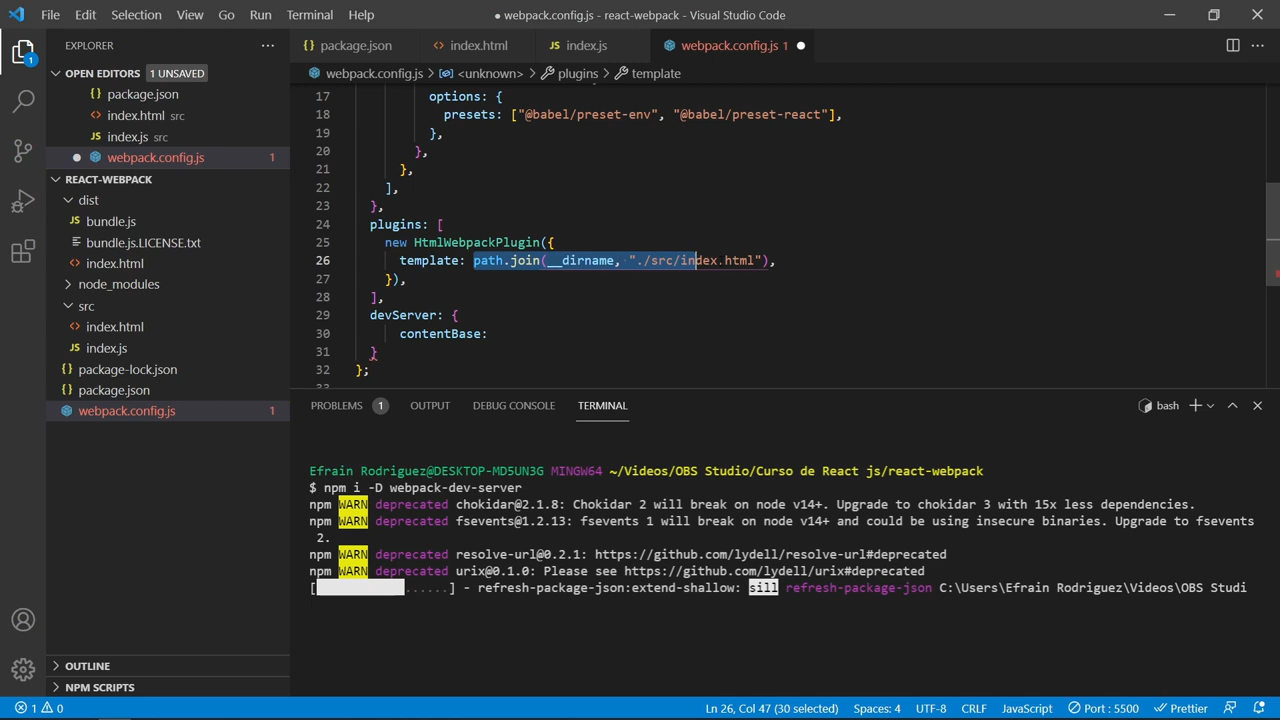 File Edit Selection View Go Run Terminal Help
● webpack.config.js - react-webpack - Visual Studio Code
EXPLORER
package.json
index.html
index.js
webpack.config.js 1
OPEN EDITORS 1 UNSAVED
webpack.config.js > <unknown> > plugins > template
package.json
index.html src
index.js src
webpack.config.js 1
REACT-WEBPACK
dist
bundle.js
bundle.js.LICENSE.txt
index.html
node_modules
src
index.html
index.js
package-lock.json
package.json
webpack.config.js 1
OUTLINE
NPM SCRIPTS
17 options: {
18 presets: ["@babel/preset-env", "@babel/preset-react"],
19 },
20 },
21 },
22 ],
23 },
24 plugins: [
25 new HtmlWebpackPlugin({
26 template: path.join(__dirname, "./src/index.html"),
27 }),
28 ],
29 devServer: {
30 contentBase:
31 }
32 };
PROBLEMS 1 OUTPUT DEBUG CONSOLE TERMINAL
bash
Efrain Rodriguez@DESKTOP-MD5UN3G MINGW64 ~/Videos/OBS Studio/Curso de React js/react-webpack
$ npm i -D webpack-dev-server
npm WARN deprecated chokidar@2.1.8: Chokidar 2 will break on node v14+. Upgrade to chokidar 3 with 15x less dependencies.
npm WARN deprecated fsevents@1.2.13: fsevents 1 will break on node v14+ and could be using insecure binaries. Upgrade to fsevents
2.
npm WARN deprecated resolve-url@0.2.1: https://github.com/lydell/resolve-url#deprecated
npm WARN deprecated urix@0.1.0: Please see https://github.com/lydell/urix#deprecated
[ ......] - refresh-package-json:extend-shallow: sill refresh-package-json C:\Users\Efrain Rodriguez\Videos\OBS Studi
1 0
Ln 26, Col 47 (30 selected) Spaces: 4 UTF-8 CRLF JavaScript Port : 5500 Prettier